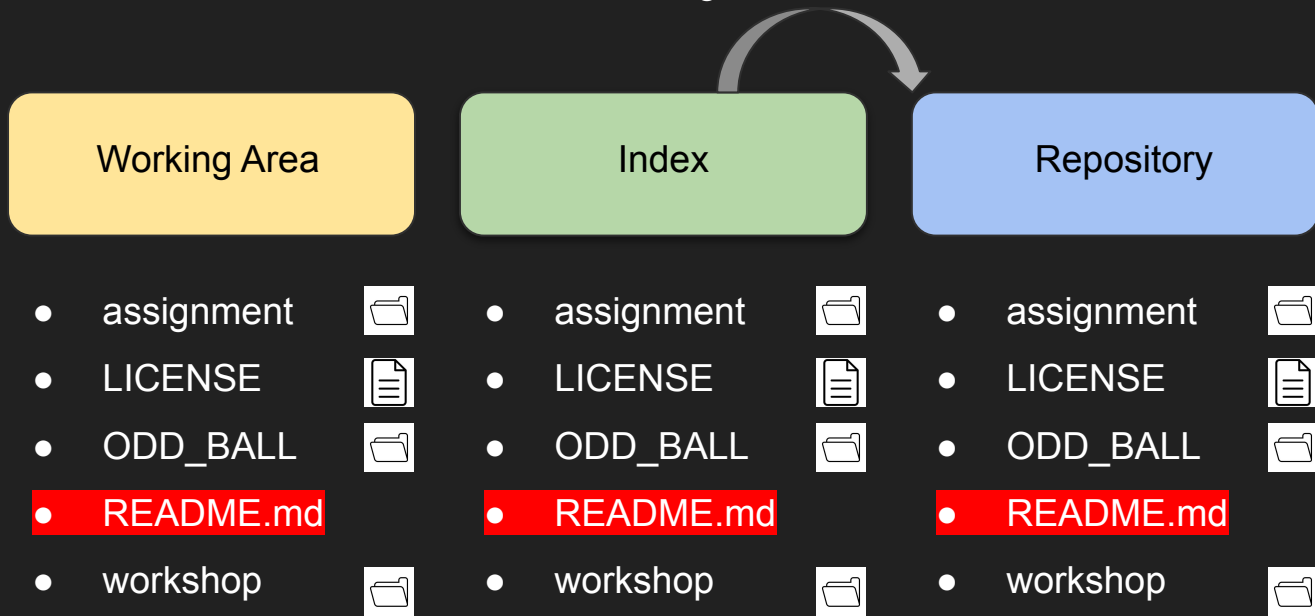 Working Area
Index
Repository
● assignment
● LICENSE
● ODD_BALL
● README.md
● workshop
● assignment
● LICENSE
● ODD_BALL
● README.md
● workshop
● assignment
● LICENSE
● ODD_BALL
● README.md
● workshop